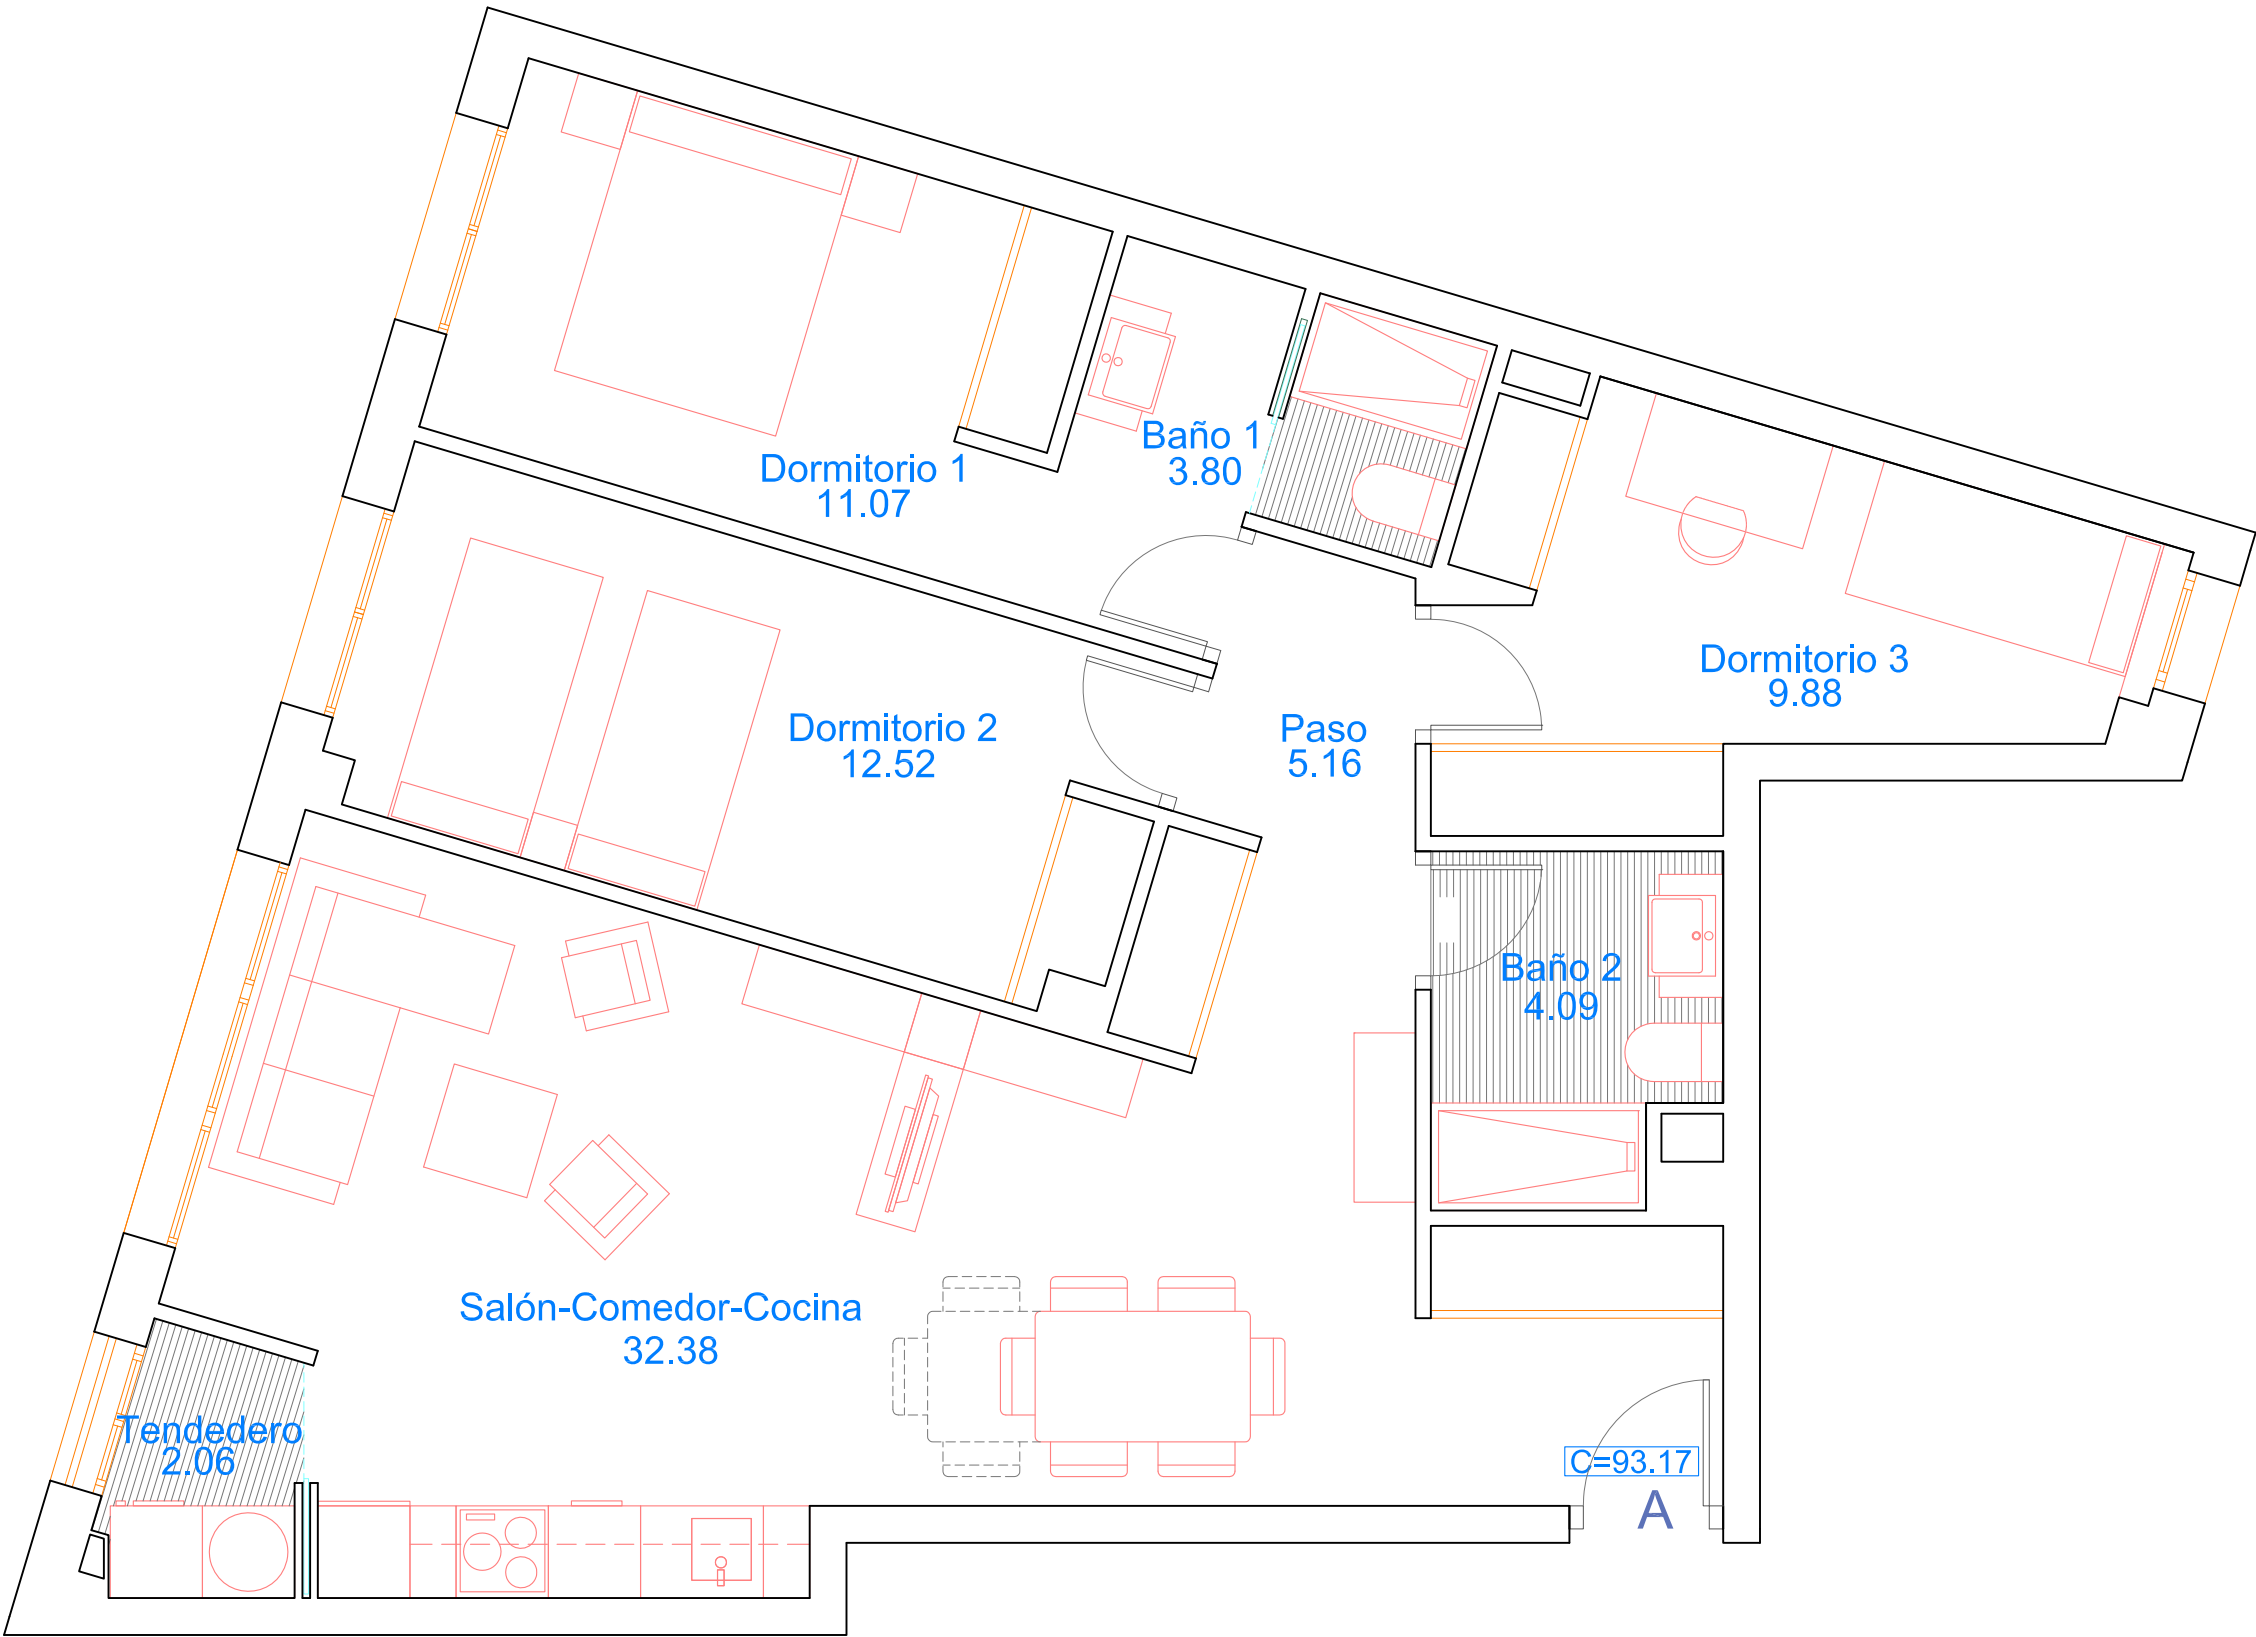 Dormitorio 1
11.07
Baño 1
3.80
Dormitorio 2
12.52
Paso
5.16
Dormitorio 3
9.88
Baño 2
4.09
Salón-Comedor-Cocina
32.38
Tendedero
2.06
C=93.17
A